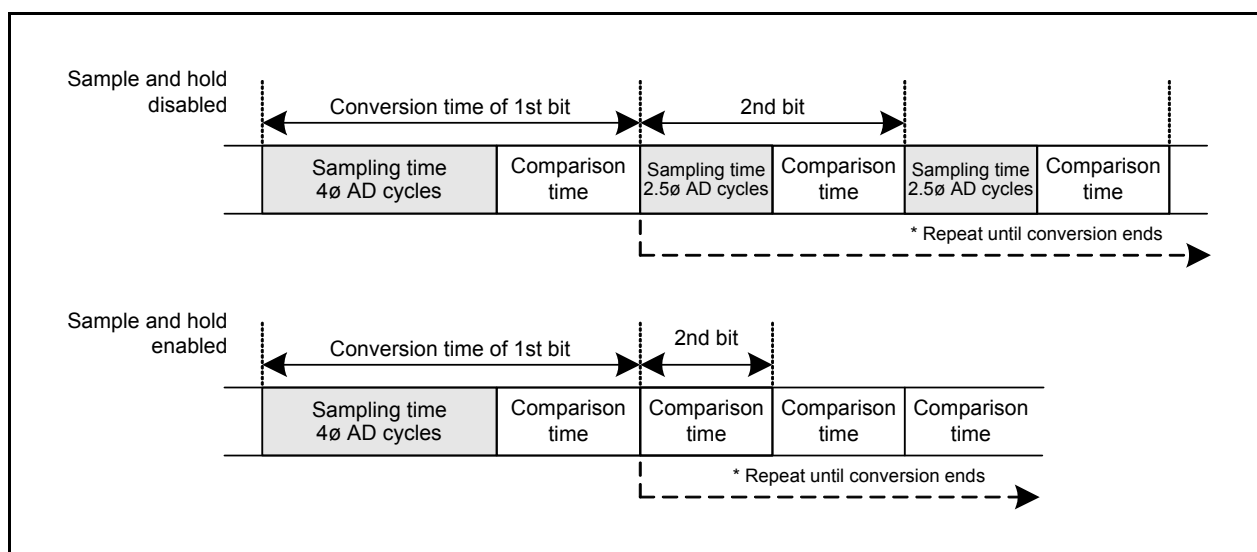 Sample and hold
disabled
Conversion time of 1st bit
2nd bit
Sampling time
4ø AD cycles
Comparison
time
Sampling time
2.5ø AD cycles
Comparison
time
Sampling time
2.5ø AD cycles
Comparison
time
* Repeat until conversion ends
Sample and hold
enabled
Conversion time of 1st bit
2nd bit
Sampling time
4ø AD cycles
Comparison
time
Comparison
time
Comparison
time
Comparison
time
* Repeat until conversion ends